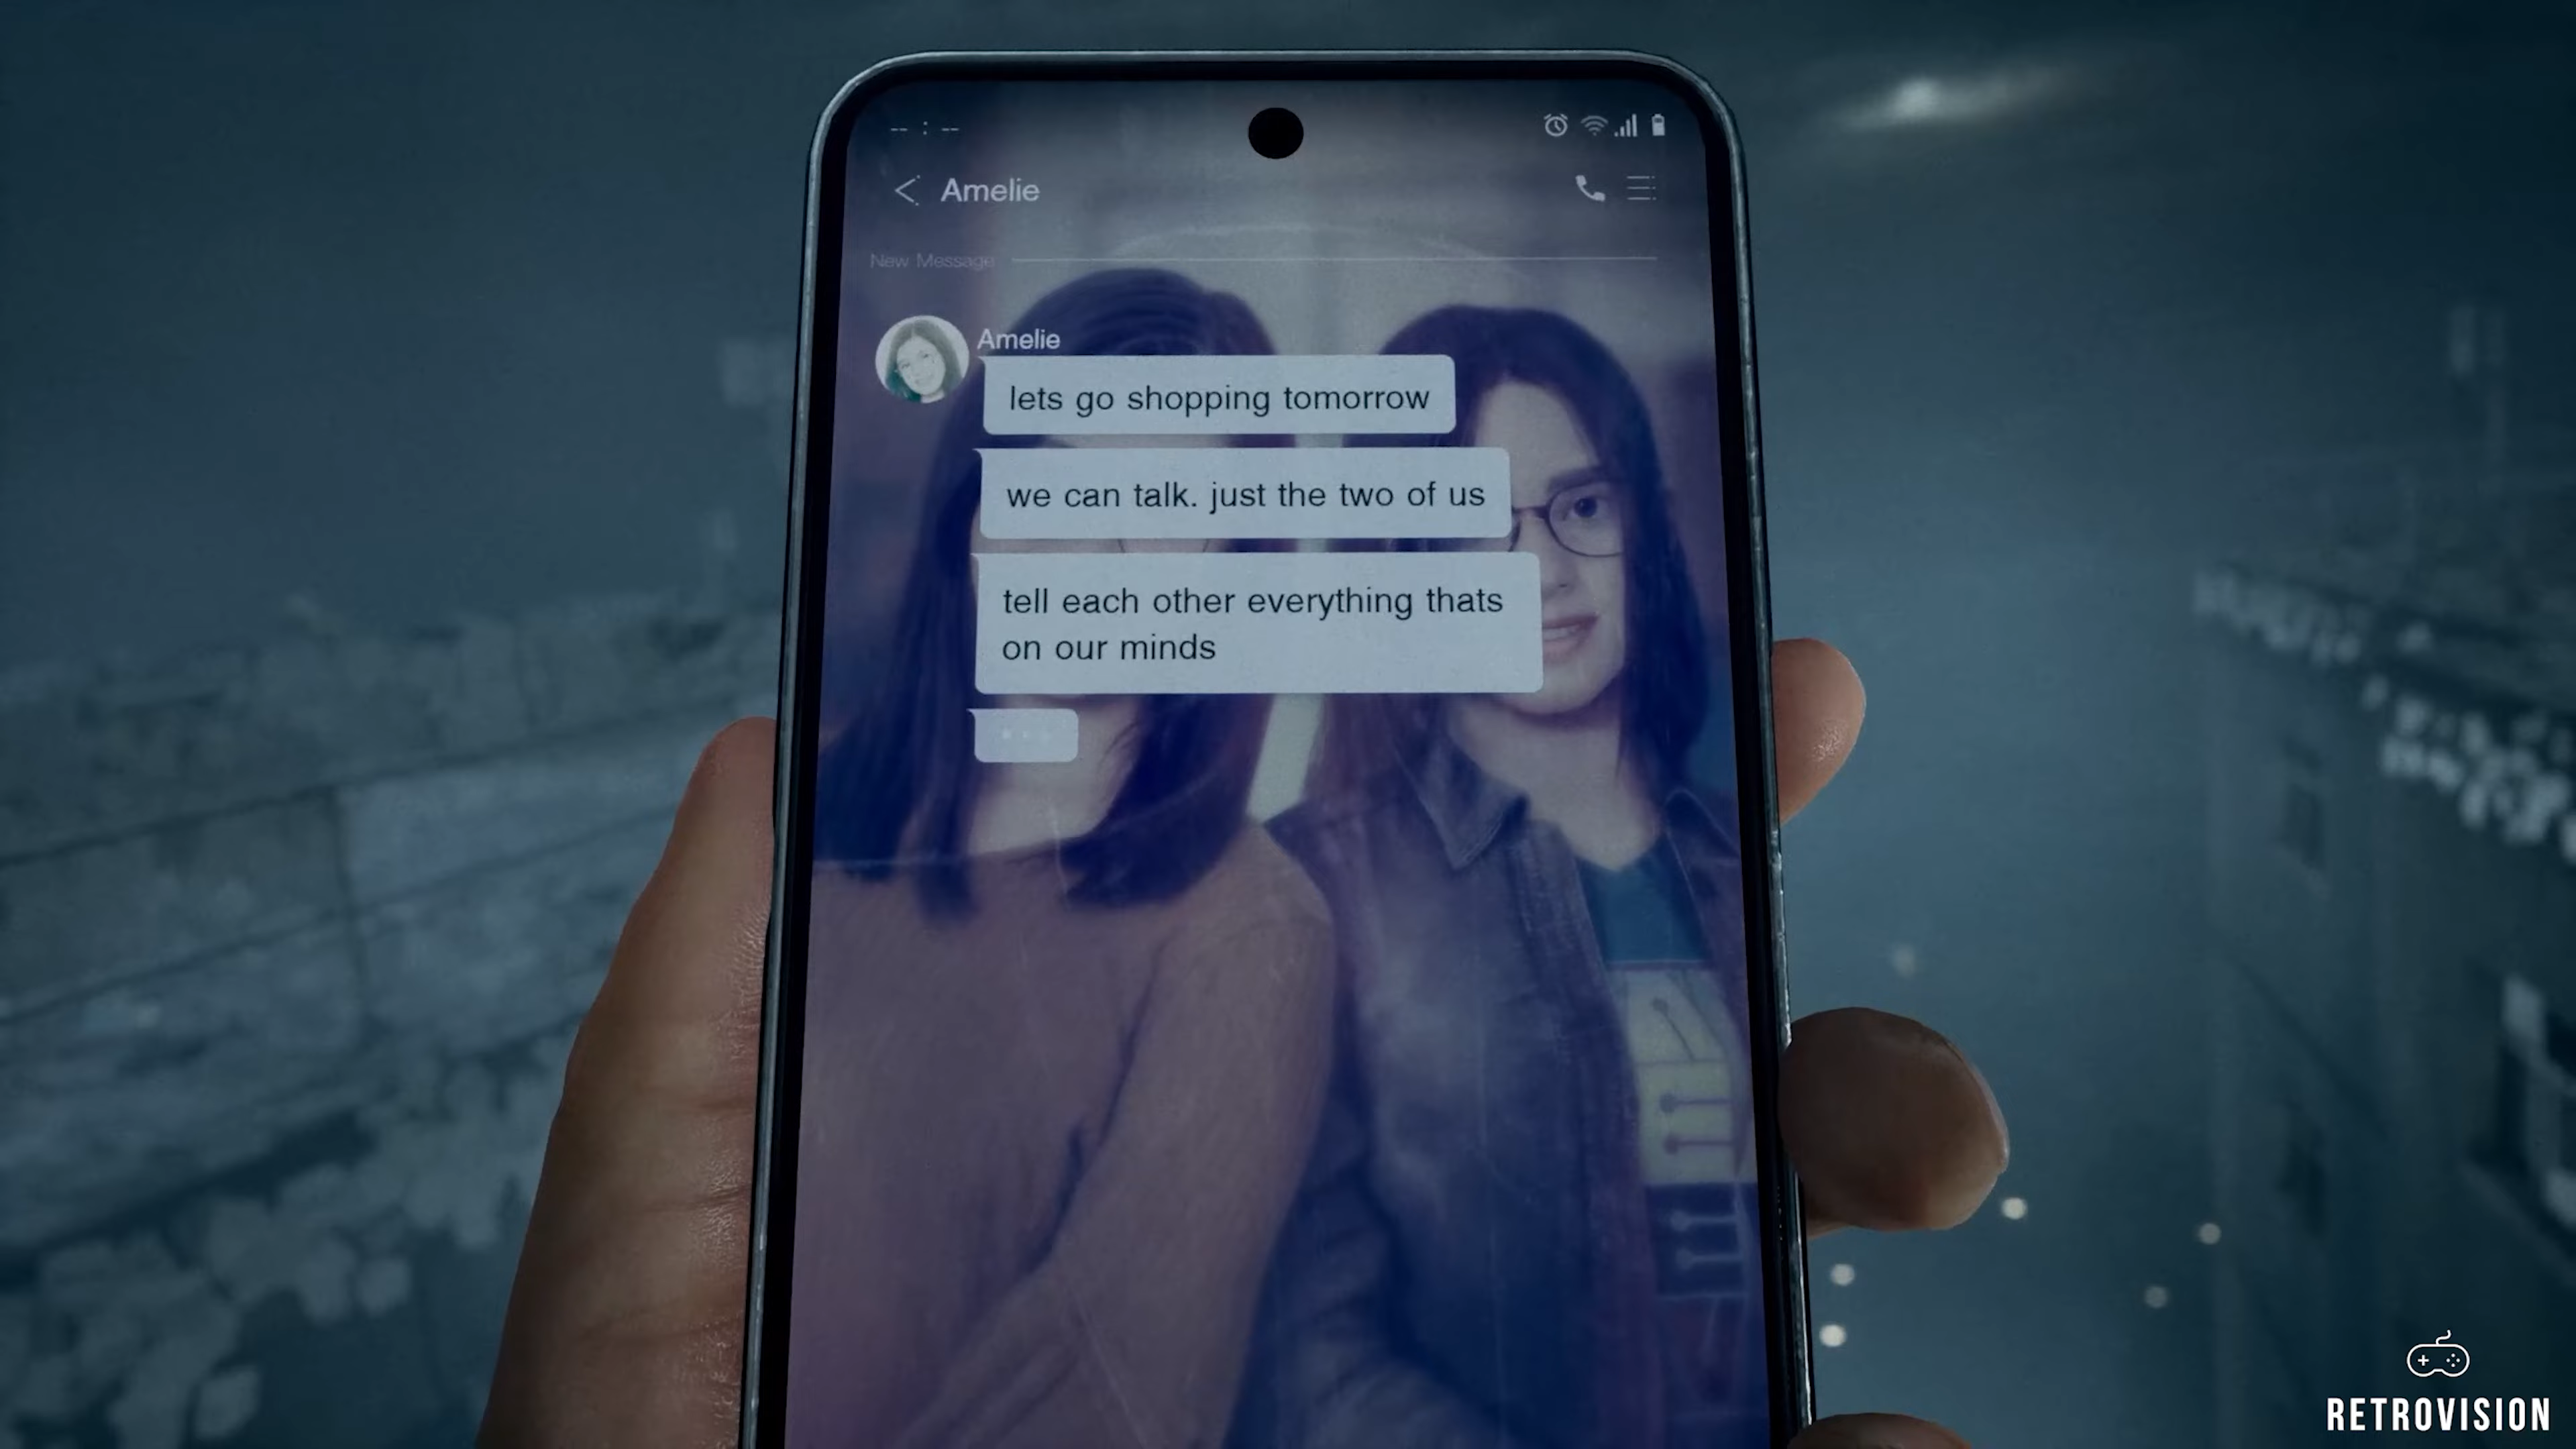 -- : --
Amelie
New Message
Amelie
lets go shopping tomorrow
we can talk. just the two of us
tell each other everything thats
on our minds
RETROVISION